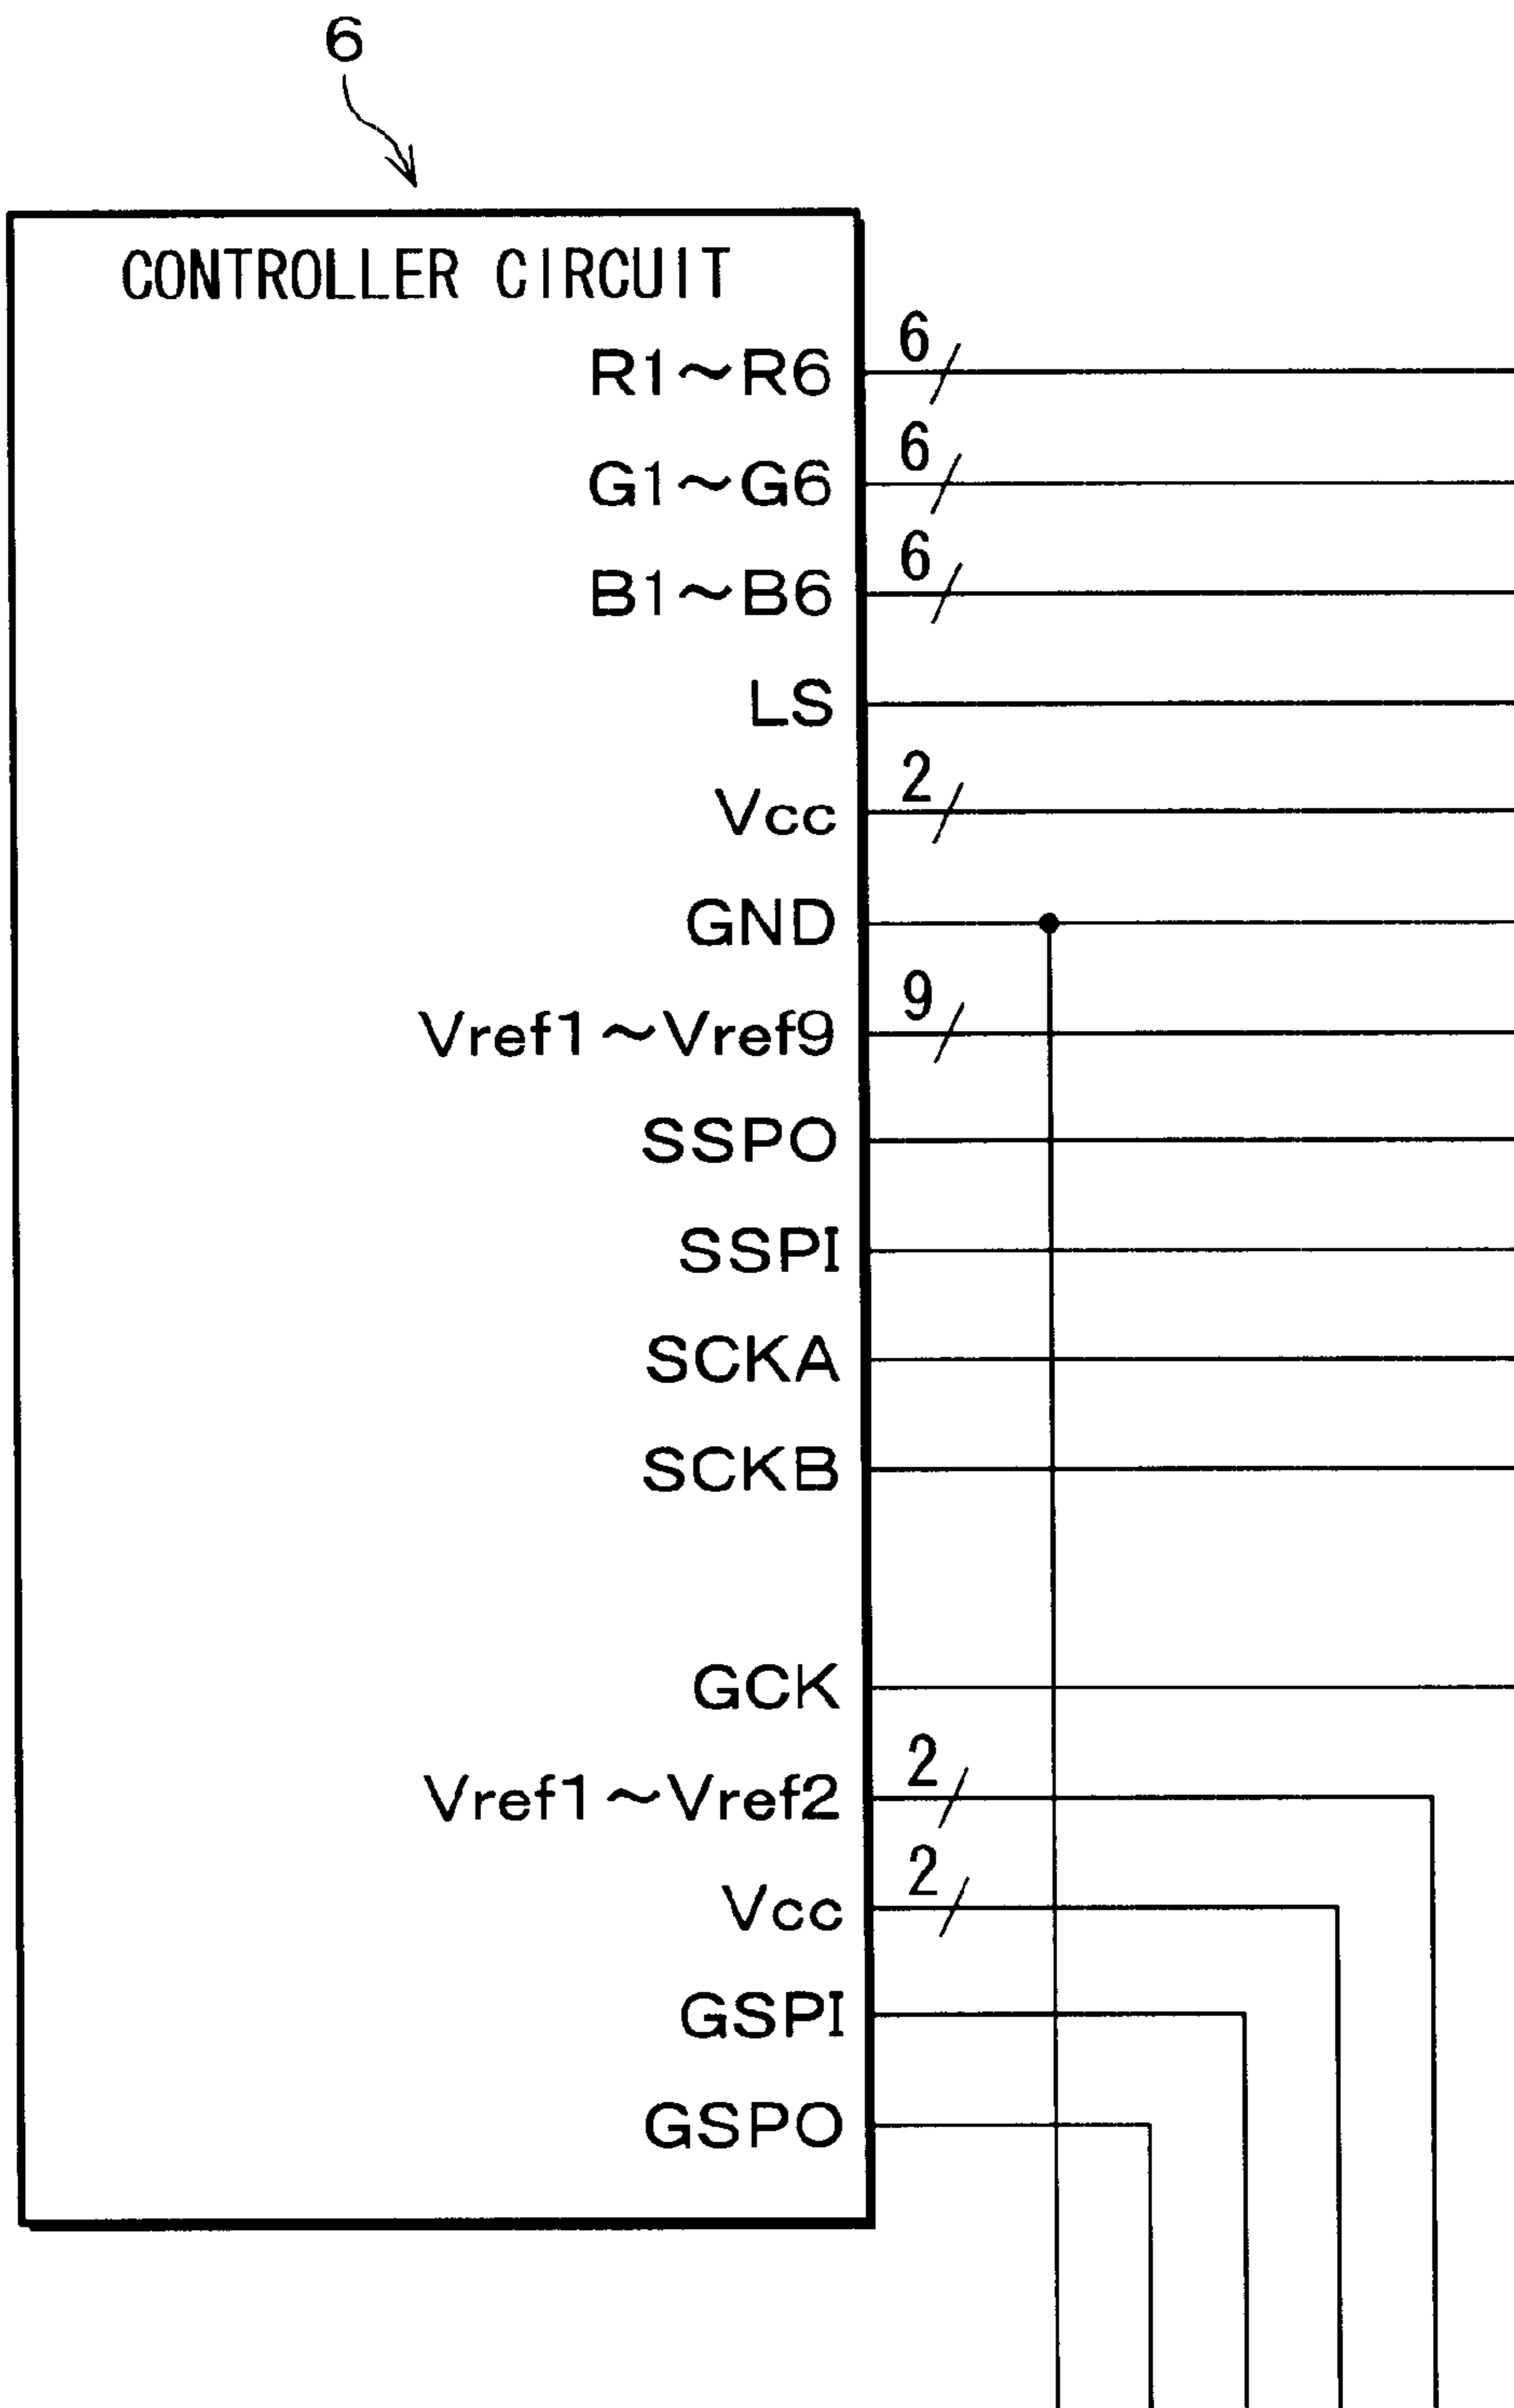 6
CONTROLLER CIRCUIT
R1～R6 6
G1～G6 6
B1～B6 6
LS
Vcc 2
GND
Vref1～Vref9 9
SSPO
SSPI
SCKA
SCKB
GCK
Vref1～Vref2 2
Vcc 2
GSPI
GSPO